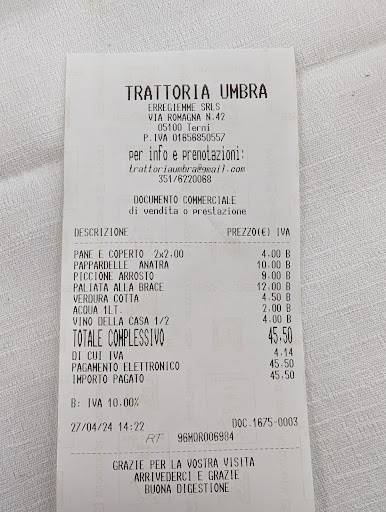 TRATTORIA UMBRA
ERREGIEMME SRLS
VIA ROMAGNA N.42
05100 Terni
P.IVA 01656850557
per info e prenotazioni:
trattoriaumbra@gmail.com
351/6220068
DOCUMENTO COMMERCIALE
di vendita o prestazione
DESCRIZIONE PREZZO(€) IVA
PANE E COPERTO 2x2,00 4,00 B
PAPPARDELLE ANATRA 10,00 B
PICCIONE ARROSTO 9,00 B
PALIATA ALLA BRACE 12,00 B
VERDURA COTTA 4,50 B
ACQUA 1LT. 2,00 B
VINO DELLA CASA 1/2 4,00 B
TOTALE COMPLESSIVO 45,50
DI CUI IVA 4,14
PAGAMENTO ELETTRONICO 45,50
IMPORTO PAGATO 45,50
B: IVA 10,00%
27/04/24 14:22 DOC.1675-0003
RT 96MOR006984
GRAZIE PER LA VOSTRA VISITA
ARRIVEDERCI E GRAZIE
BUONA DIGESTIONE